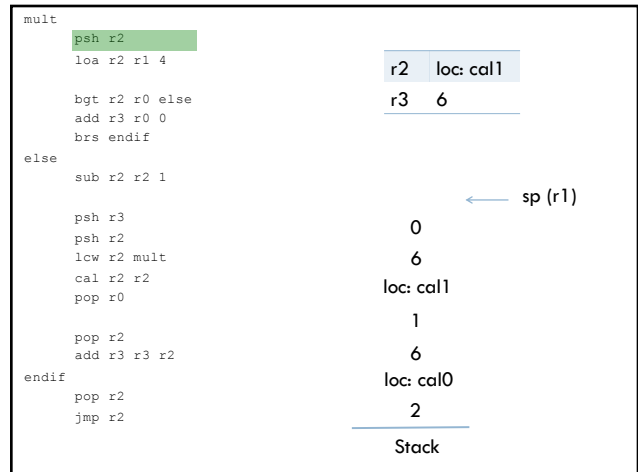 mult
psh r2
loa r2 r1 4
bgt r2 r0 else
add r3 r0 0
brs endif
else
sub r2 r2 1
psh r3
psh r2
lcw r2 mult
cal r2 r2
pop r0
pop r2
add r3 r3 r2
endif
pop r2
jmp r2
r2 loc: cal1
r3 6
sp (r1)
0
6
loc: cal1
1
6
loc: cal0
2
Stack